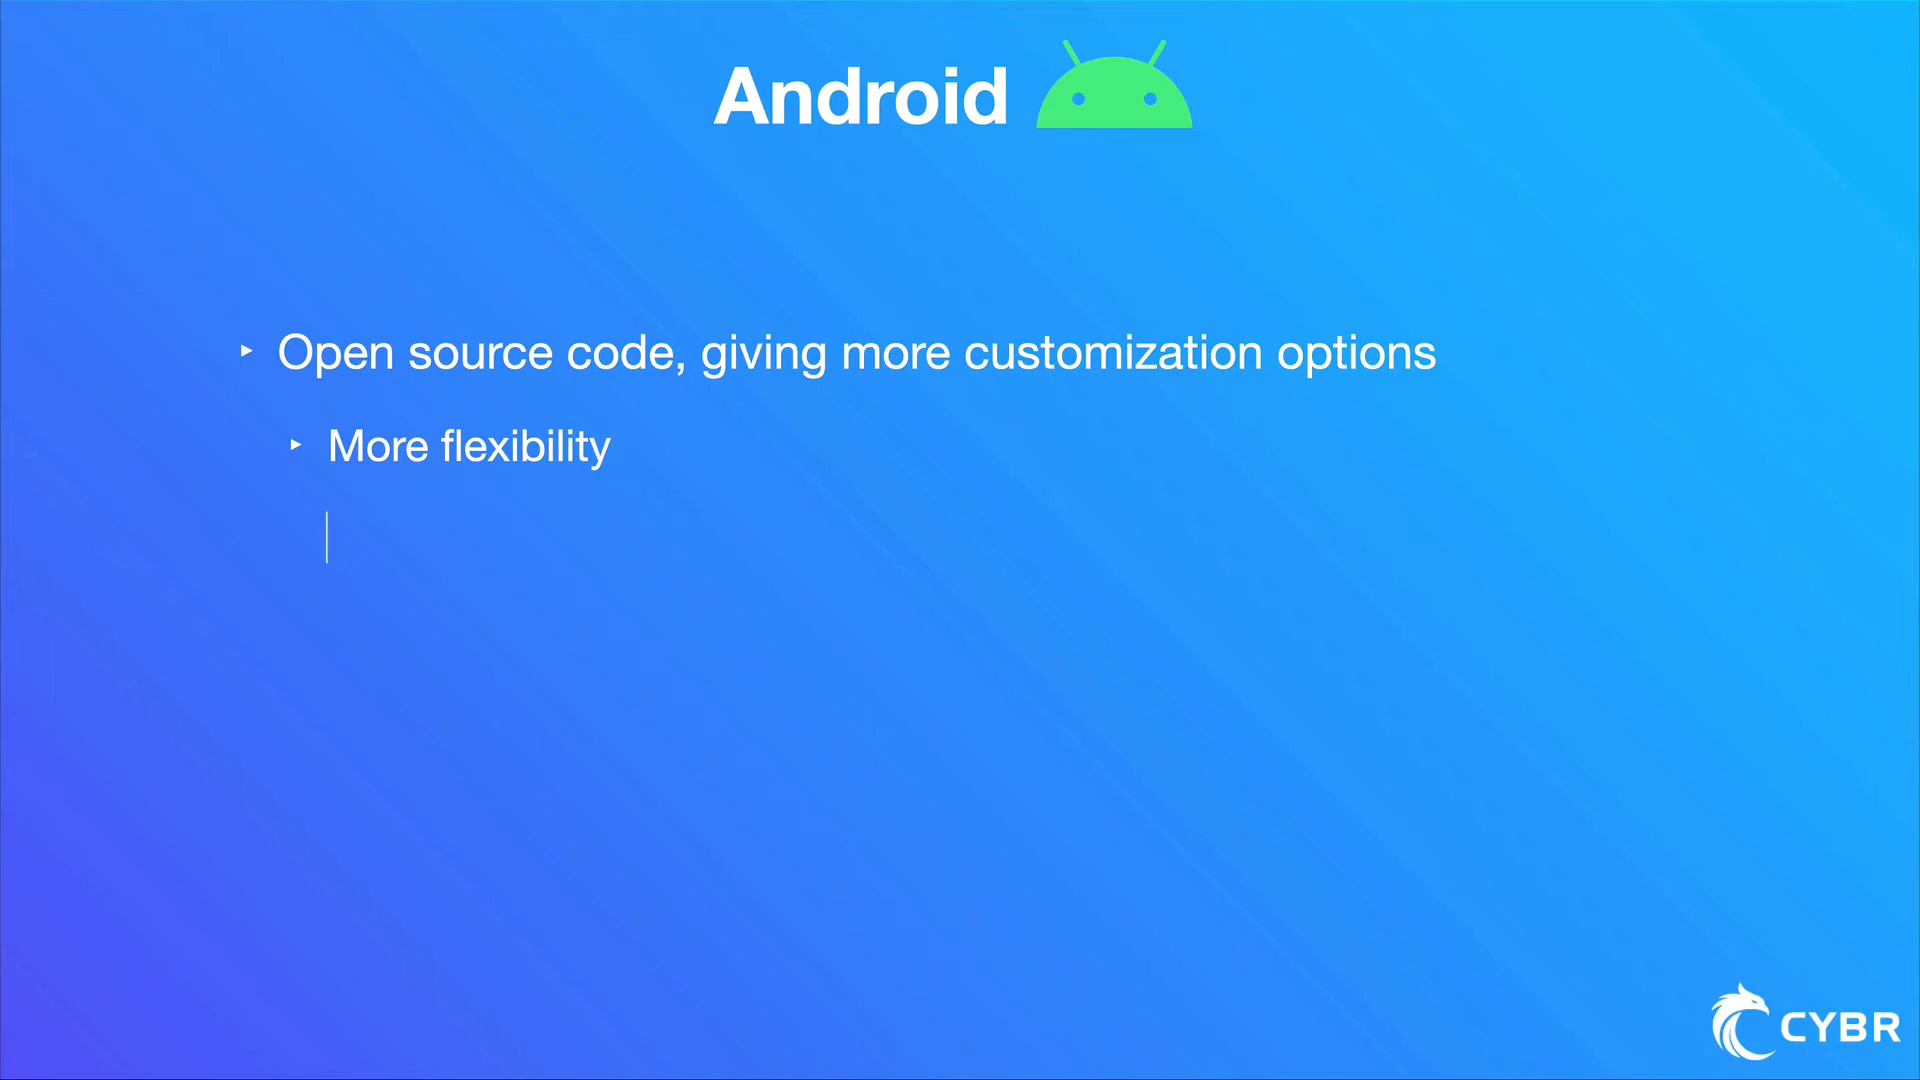 Android
‣ Open source code, giving more customization options
‣ More flexibility
CYBR